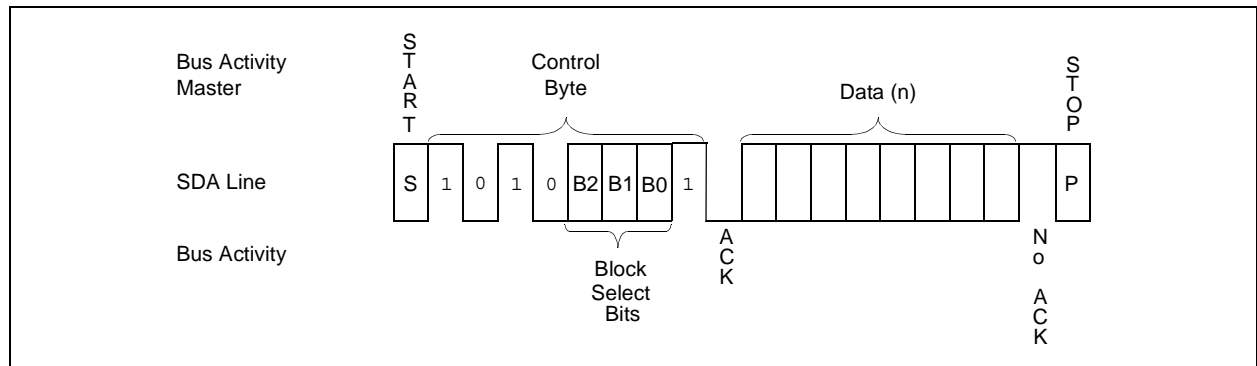 Bus Activity
Master
START
Control
Byte
Data (n)
STOP
SDA Line
S 1 0 1 0 B2 B1 B0 1 P
Bus Activity
ACK
No ACK
Block
Select
Bits